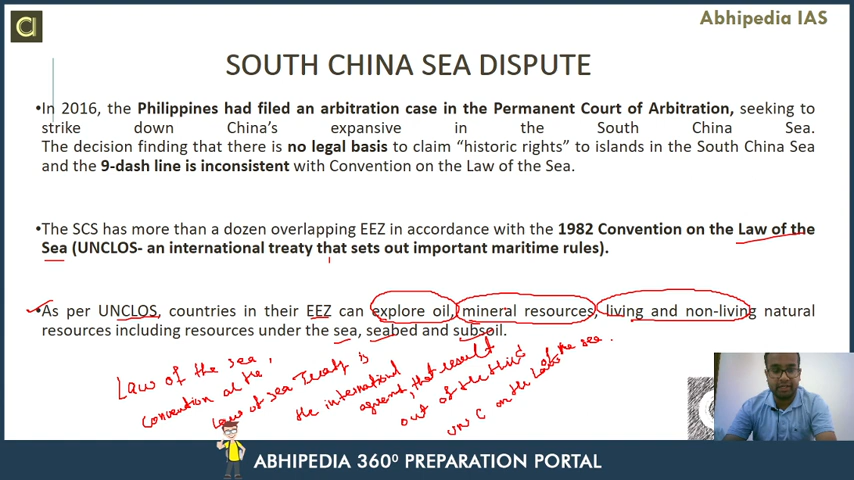 Abhipedia IAS
SOUTH CHINA SEA DISPUTE
•In 2016, the Philippines had filed an arbitration case in the Permanent Court of Arbitration, seeking to
strike down China's expansive in the South China Sea.
The decision finding that there is no legal basis to claim “historic rights” to islands in the South China Sea
and the 9-dash line is inconsistent with Convention on the Law of the Sea.
•The SCS has more than a dozen overlapping EEZ in accordance with the 1982 Convention on the Law of the
Sea (UNCLOS- an international treaty that sets out important maritime rules).
•As per UNCLOS, countries in their EEZ can explore oil, mineral resources, living and non-living natural
resources including resources under the sea, seabed and subsoil.
Law of the sea,
convention on the
law of sea Treaty is
the international
agreent, that result
out of the third
UN C on the Law of the sea.
ABHIPEDIA 360⁰ PREPARATION PORTAL